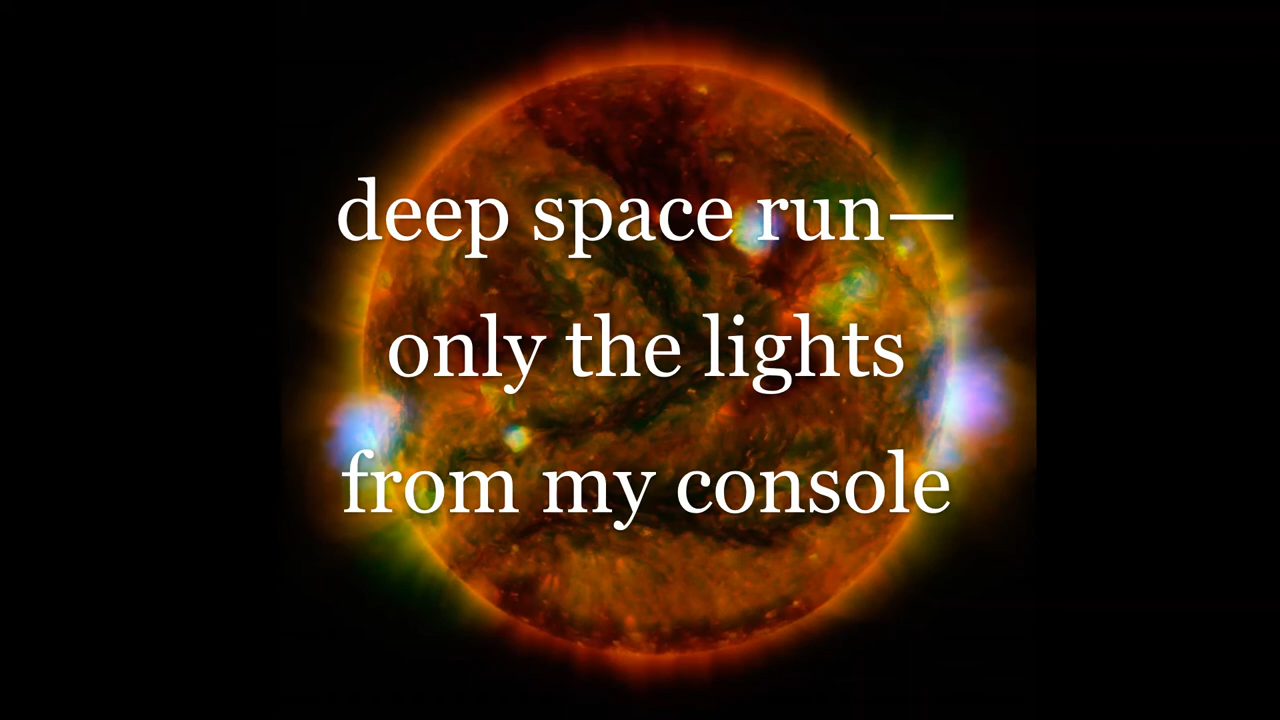 deep space run—
only the lights
from my console